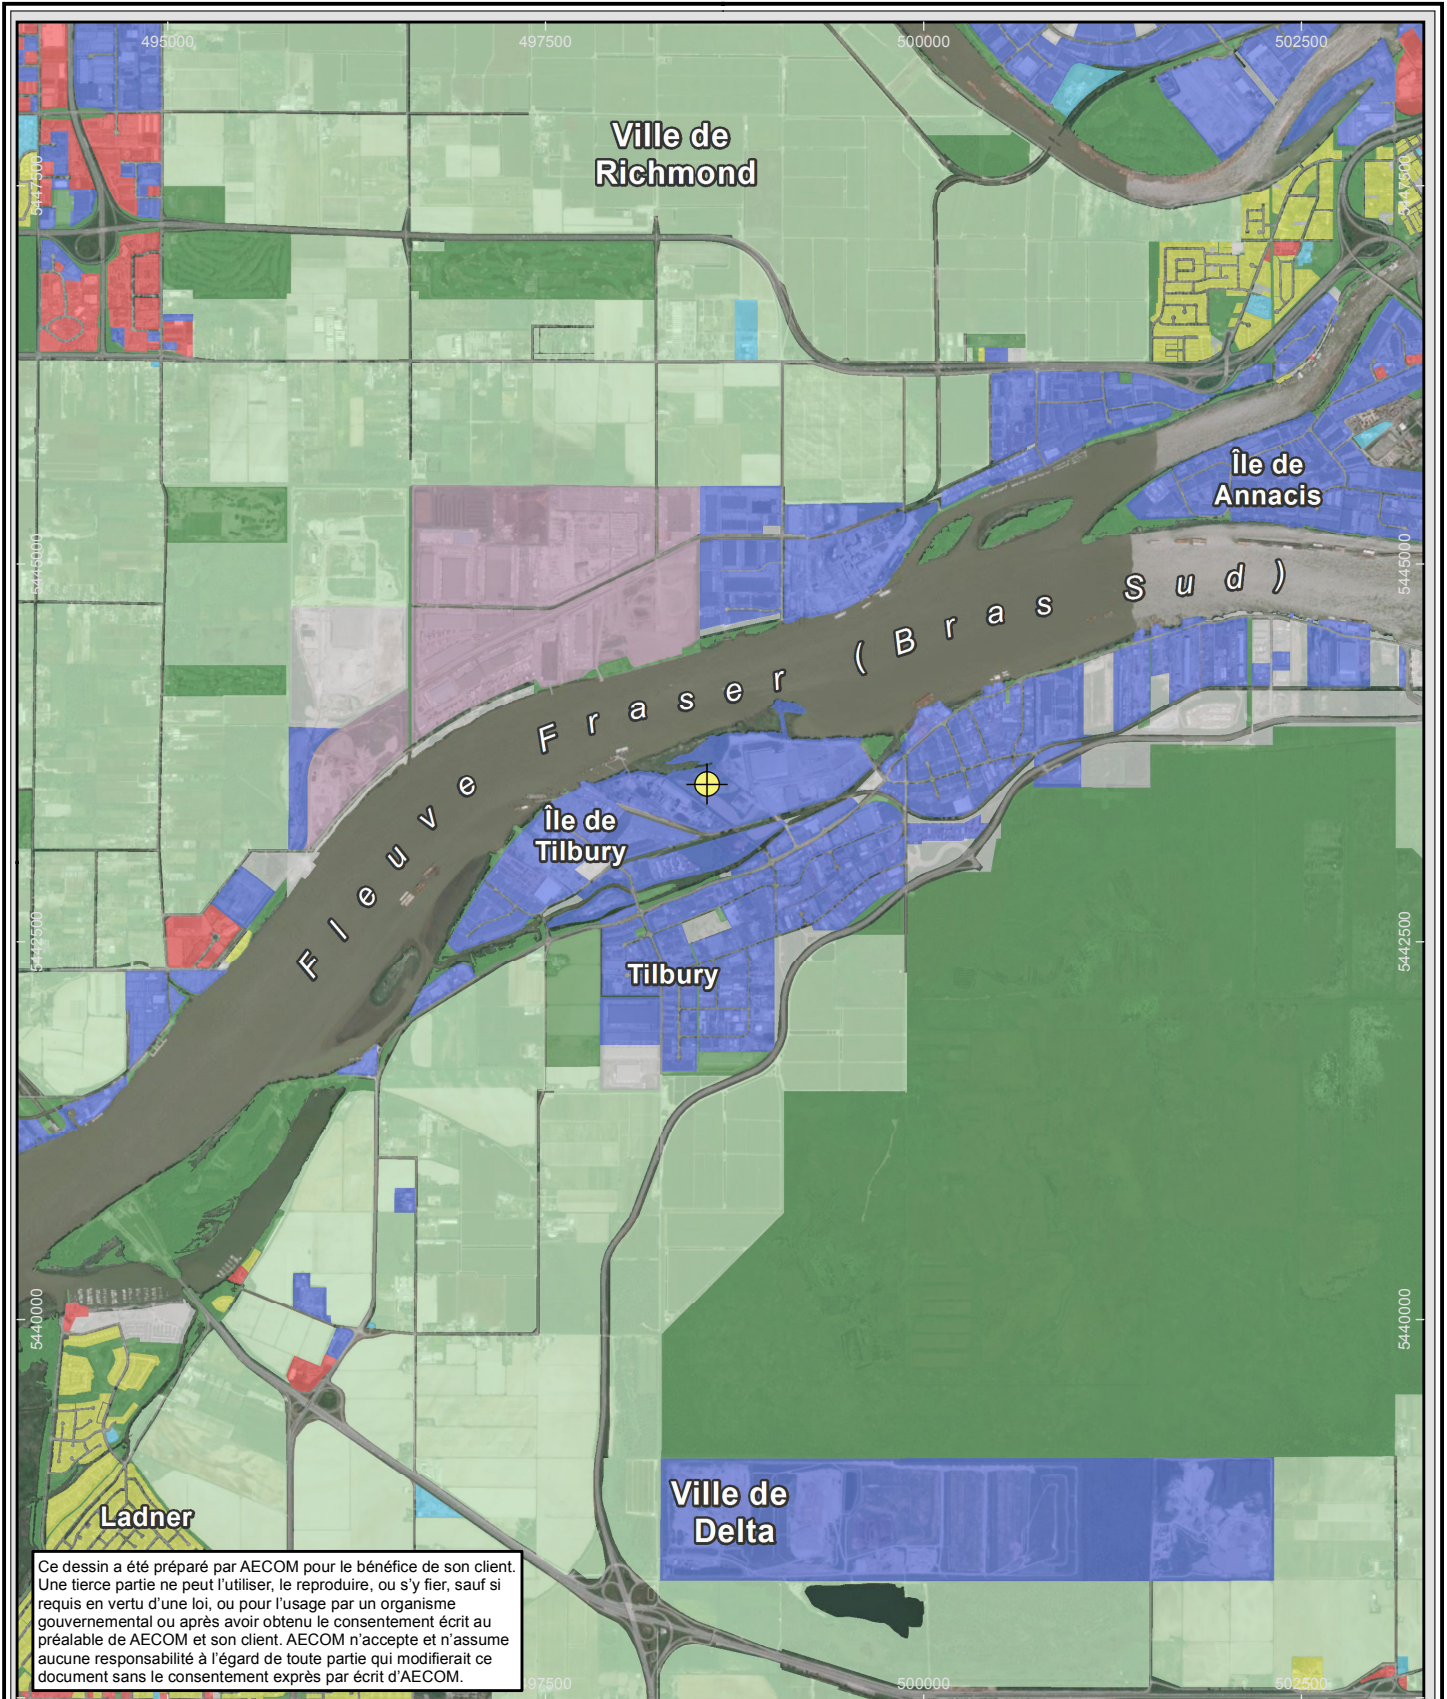 495000
497500
500000
502500
5447500
5447500
Ville de
Richmond
Île de
Annacis
5445000
5445000
Fleuve Fraser (Bras Sud)
Île de
Tilbury
Tilbury
5442500
5442500
5440000
5440000
Ladner
Ville de
Delta
Ce dessin a été préparé par AECOM pour le bénéfice de son client.
Une tierce partie ne peut l'utiliser, le reproduire, ou s'y fier, sauf si
requis en vertu d'une loi, ou pour l'usage par un organisme
gouvernemental ou après avoir obtenu le consentement écrit au
préalable de AECOM et son client. AECOM n'accepte et n'assume
aucune responsabilité à l'égard de toute partie qui modifierait ce
document sans le consentement exprès par écrit d'AECOM.
497500
500000
502500